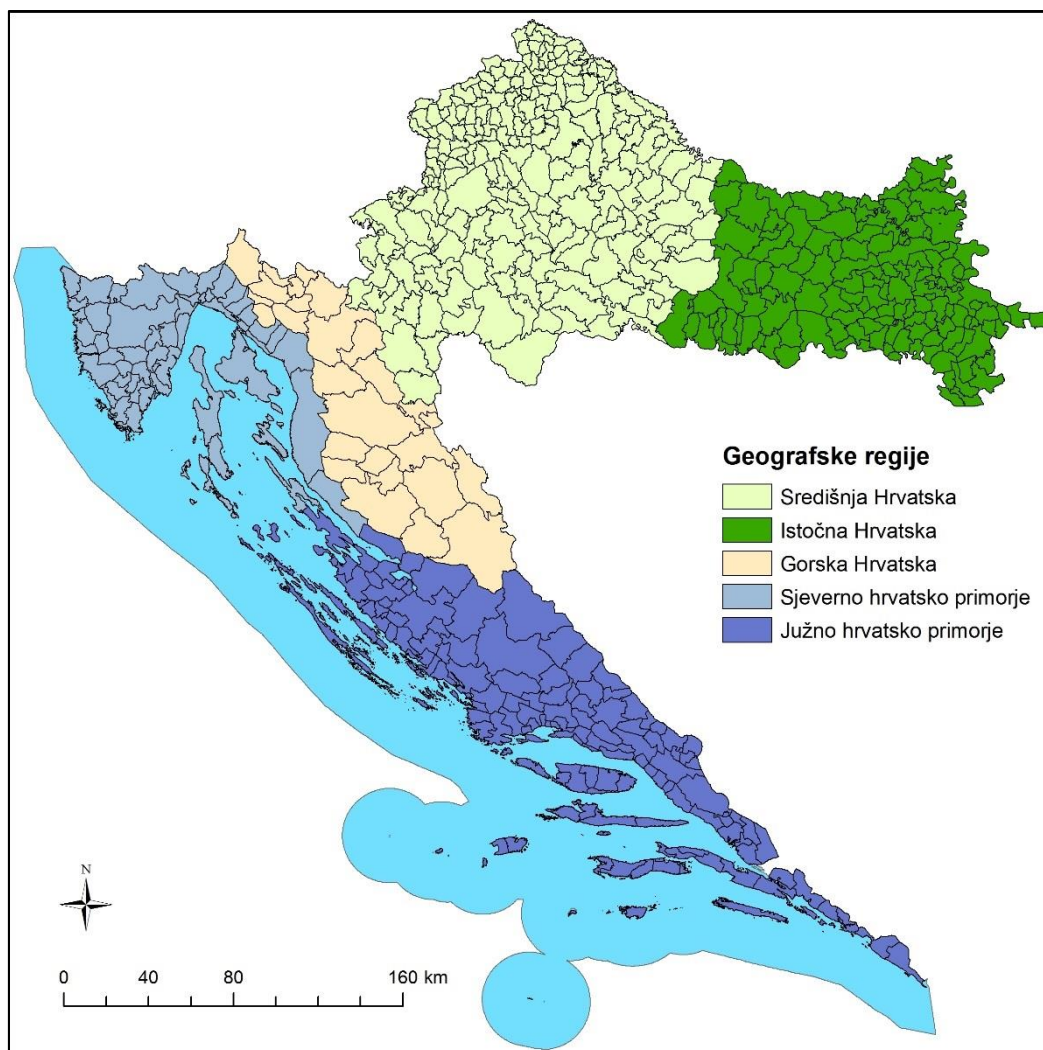 Geografske regije
Središnja Hrvatska
Istočna Hrvatska
Gorska Hrvatska
Sjeverno hrvatsko primorje
Južno hrvatsko primorje
N
0 40 80 160 km